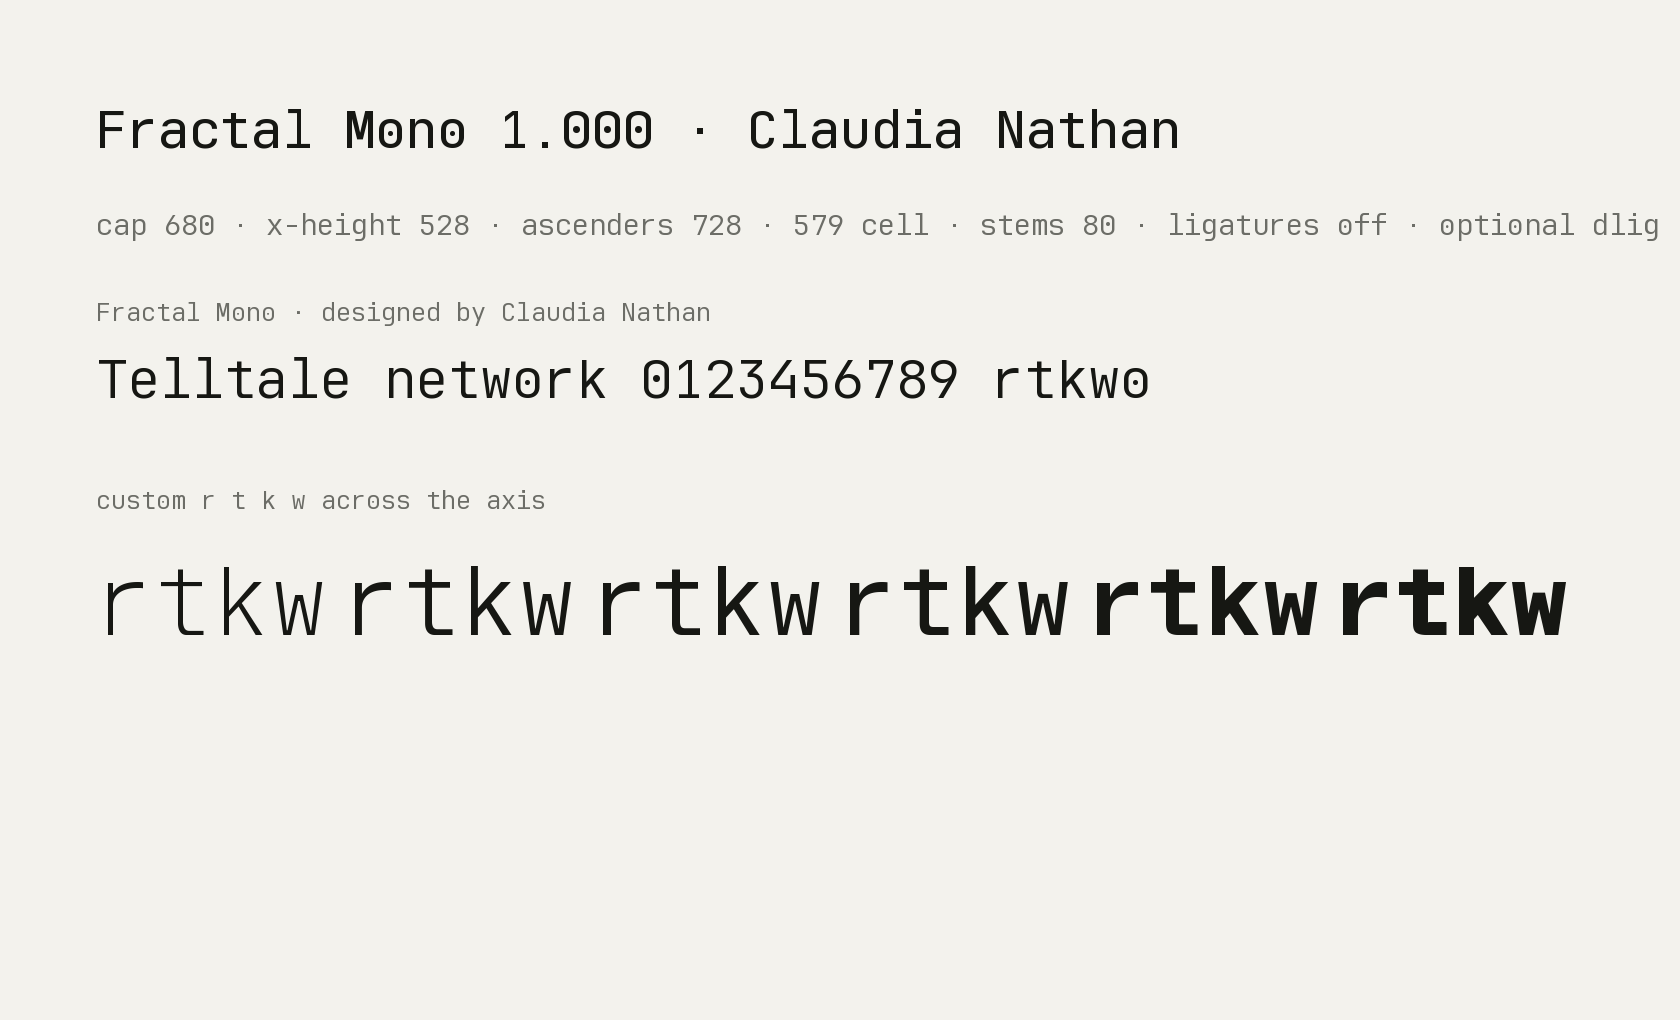 Fractal Mono 1.000 · Claudia Nathan
cap 680 · x-height 528 · ascenders 728 · 579 cell · stems 80 · ligatures off · optional dlig
Fractal Mono · designed by Claudia Nathan
Telltale network 0123456789 rtkwo
custom r t k w across the axis
rtkw rtkw rtkw rtkw rtkw rtkw